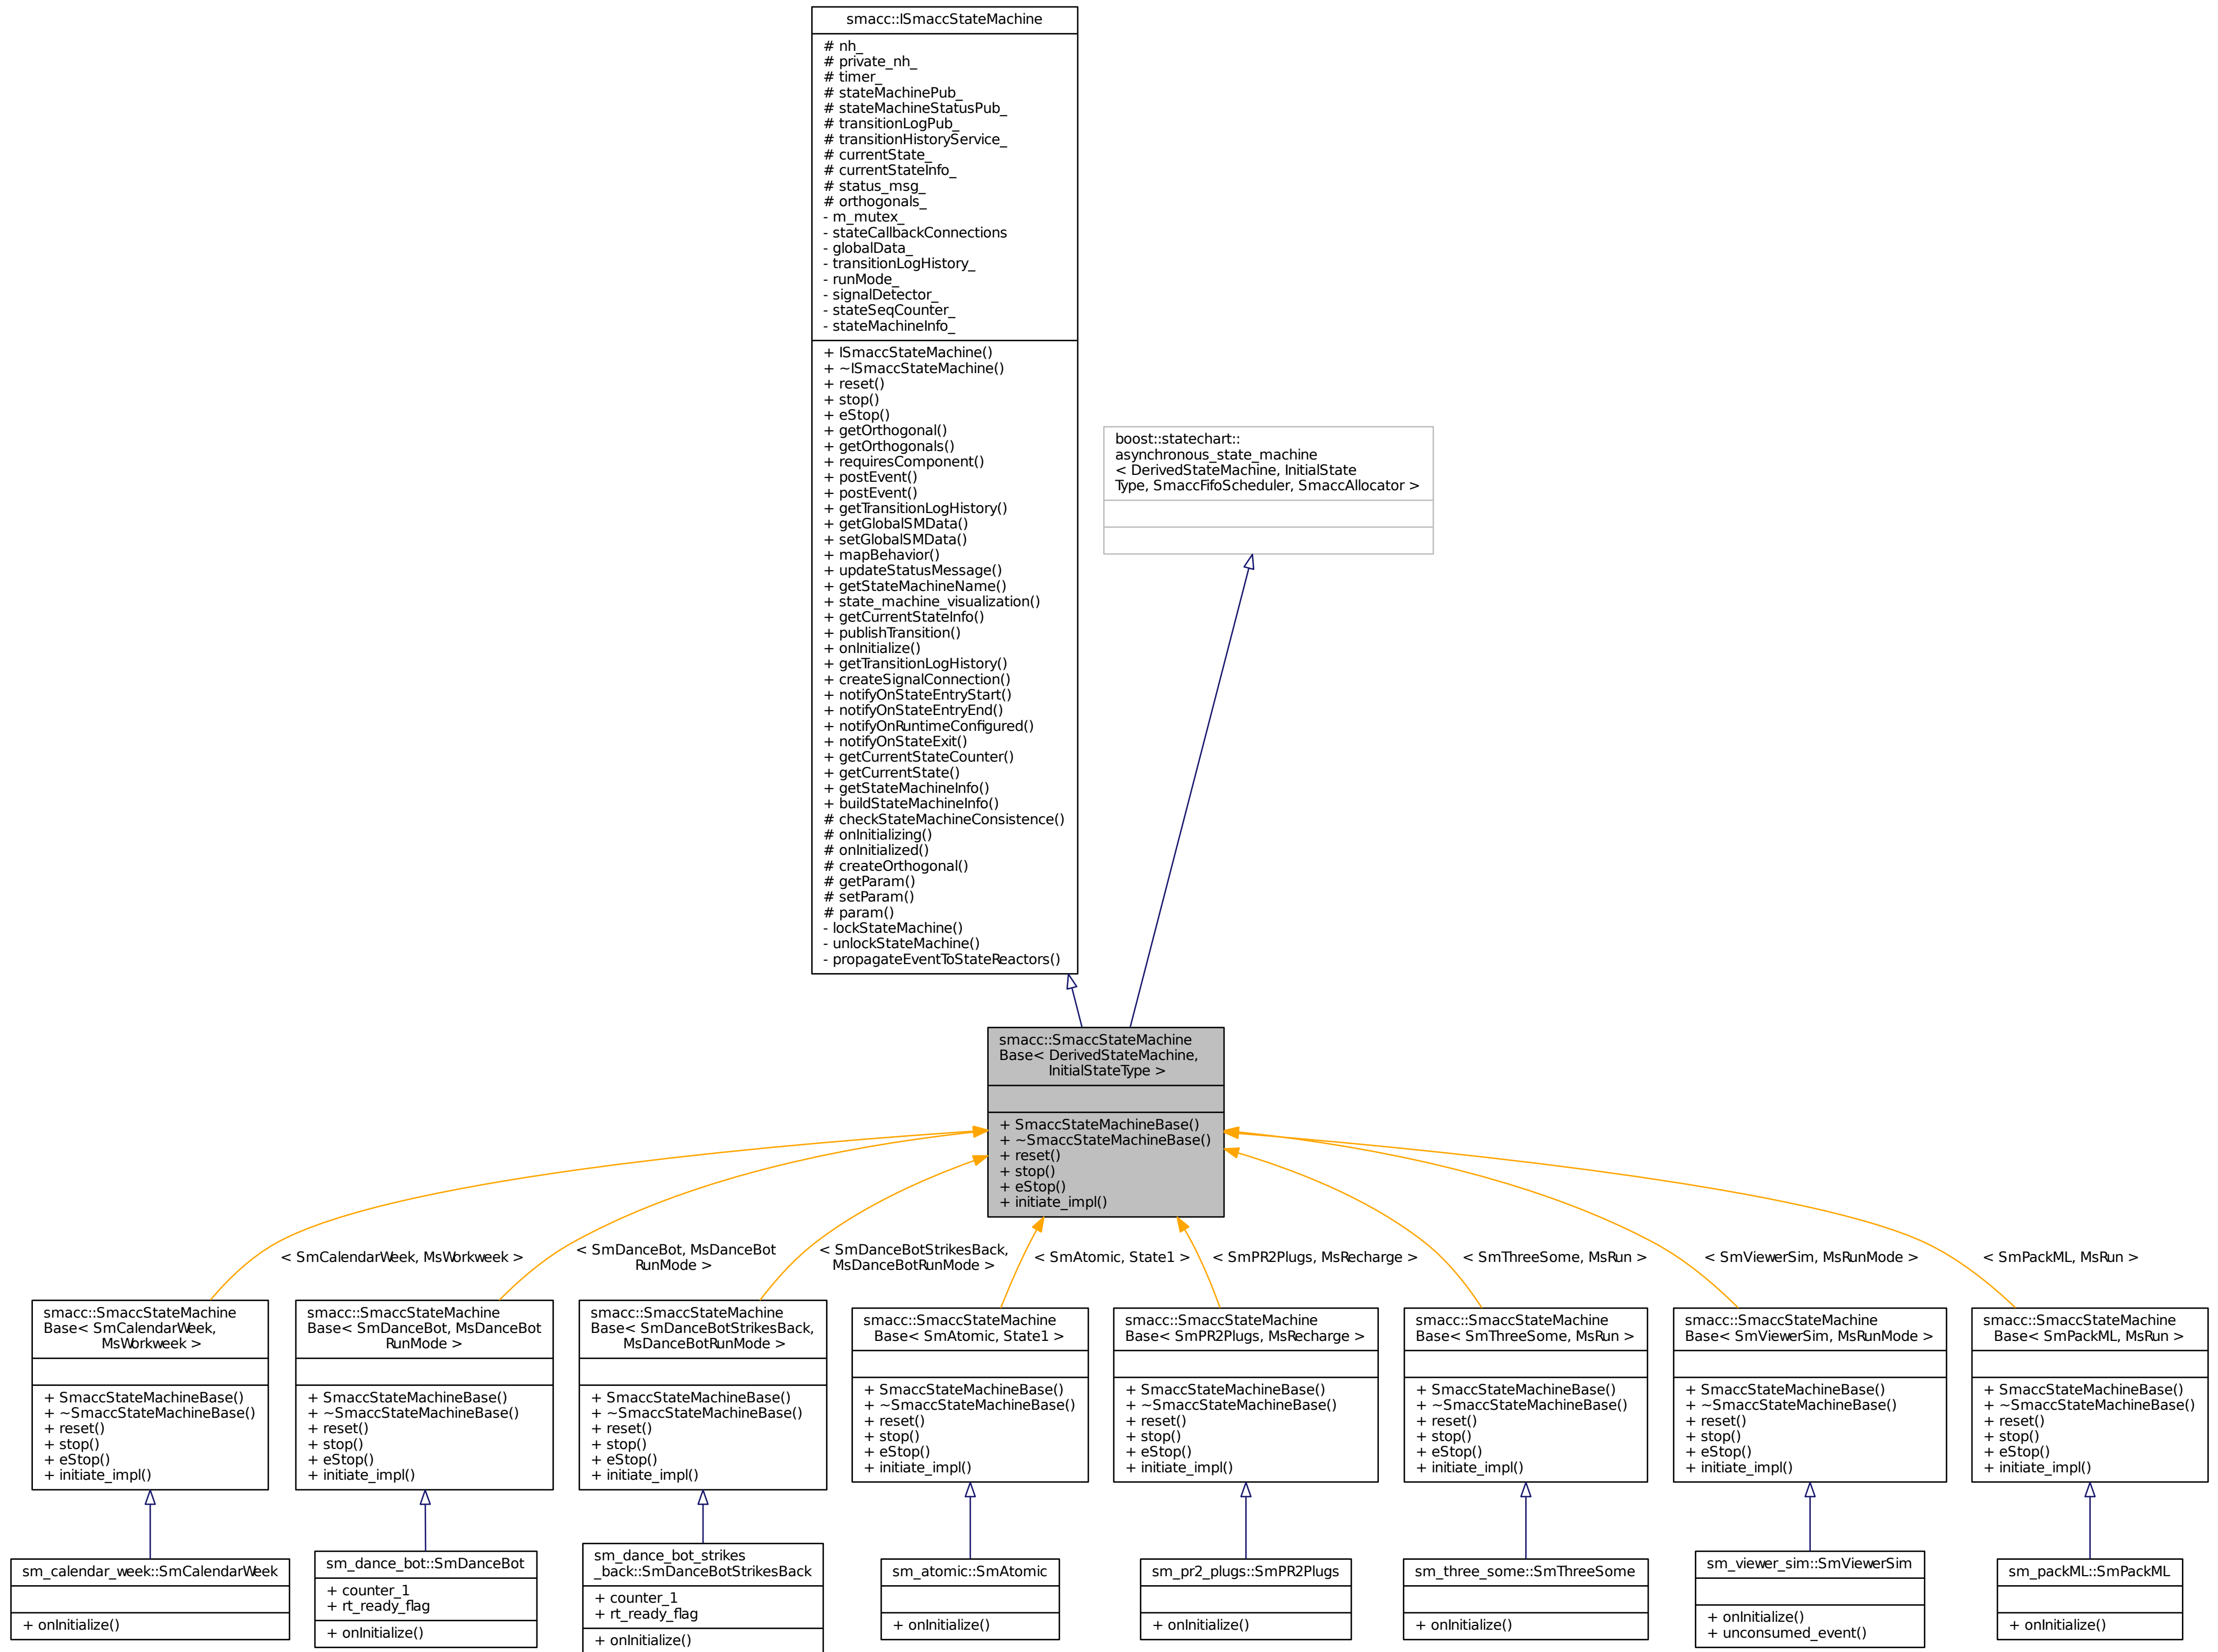 smacc::ISmaccStateMachine
# nh_
# private_nh_
# timer_
# stateMachinePub_
# stateMachineStatusPub_
# transitionLogPub_
# transitionHistoryService_
# currentState_
# currentStateInfo_
# status_msg_
# orthogonals_
- m_mutex_
- stateCallbackConnections
- globalData_
- transitionLogHistory_
- runMode_
- signalDetector_
- stateSeqCounter_
- stateMachineInfo_
+ ISmaccStateMachine()
+ ~ISmaccStateMachine()
+ reset()
+ stop()
+ eStop()
+ getOrthogonal()
+ getOrthogonals()
+ requiresComponent()
+ postEvent()
+ postEvent()
+ getTransitionLogHistory()
+ getGlobalSMData()
+ setGlobalSMData()
+ mapBehavior()
+ updateStatusMessage()
+ getStateMachineName()
+ state_machine_visualization()
+ getCurrentStateInfo()
+ publishTransition()
+ onInitialize()
+ getTransitionLogHistory()
+ createSignalConnection()
+ notifyOnStateEntryStart()
+ notifyOnStateEntryEnd()
+ notifyOnRuntimeConfigured()
+ notifyOnStateExit()
+ getCurrentStateCounter()
+ getCurrentState()
+ getStateMachineInfo()
+ buildStateMachineInfo()
# checkStateMachineConsistence()
# onInitializing()
# onInitialized()
# createOrthogonal()
# getParam()
# setParam()
# param()
- lockStateMachine()
- unlockStateMachine()
- propagateEventToStateReactors()
boost::statechart::
asynchronous_state_machine
< DerivedStateMachine, InitialState
Type, SmaccFifoScheduler, SmaccAllocator >
smacc::SmaccStateMachine
Base< DerivedStateMachine,
InitialStateType >
+ SmaccStateMachineBase()
+ ~SmaccStateMachineBase()
+ reset()
+ stop()
+ eStop()
+ initiate_impl()
< SmCalendarWeek, MsWorkweek >
< SmDanceBot, MsDanceBot
RunMode >
< SmDanceBotStrikesBack,
MsDanceBotRunMode >
< SmAtomic, State1 >
< SmPR2Plugs, MsRecharge >
< SmThreeSome, MsRun >
< SmViewerSim, MsRunMode >
< SmPackML, MsRun >
smacc::SmaccStateMachine
Base< SmCalendarWeek,
MsWorkweek >
+ SmaccStateMachineBase()
+ ~SmaccStateMachineBase()
+ reset()
+ stop()
+ eStop()
+ initiate_impl()
smacc::SmaccStateMachine
Base< SmDanceBot, MsDanceBot
RunMode >
+ SmaccStateMachineBase()
+ ~SmaccStateMachineBase()
+ reset()
+ stop()
+ eStop()
+ initiate_impl()
smacc::SmaccStateMachine
Base< SmDanceBotStrikesBack,
MsDanceBotRunMode >
+ SmaccStateMachineBase()
+ ~SmaccStateMachineBase()
+ reset()
+ stop()
+ eStop()
+ initiate_impl()
smacc::SmaccStateMachine
Base< SmAtomic, State1 >
+ SmaccStateMachineBase()
+ ~SmaccStateMachineBase()
+ reset()
+ stop()
+ eStop()
+ initiate_impl()
smacc::SmaccStateMachine
Base< SmPR2Plugs, MsRecharge >
+ SmaccStateMachineBase()
+ ~SmaccStateMachineBase()
+ reset()
+ stop()
+ eStop()
+ initiate_impl()
smacc::SmaccStateMachine
Base< SmThreeSome, MsRun >
+ SmaccStateMachineBase()
+ ~SmaccStateMachineBase()
+ reset()
+ stop()
+ eStop()
+ initiate_impl()
smacc::SmaccStateMachine
Base< SmViewerSim, MsRunMode >
+ SmaccStateMachineBase()
+ ~SmaccStateMachineBase()
+ reset()
+ stop()
+ eStop()
+ initiate_impl()
smacc::SmaccStateMachine
Base< SmPackML, MsRun >
+ SmaccStateMachineBase()
+ ~SmaccStateMachineBase()
+ reset()
+ stop()
+ eStop()
+ initiate_impl()
sm_calendar_week::SmCalendarWeek
+ onInitialize()
sm_dance_bot::SmDanceBot
+ counter_1
+ rt_ready_flag
+ onInitialize()
sm_dance_bot_strikes
_back::SmDanceBotStrikesBack
+ counter_1
+ rt_ready_flag
+ onInitialize()
sm_atomic::SmAtomic
+ onInitialize()
sm_pr2_plugs::SmPR2Plugs
+ onInitialize()
sm_three_some::SmThreeSome
+ onInitialize()
sm_viewer_sim::SmViewerSim
+ onInitialize()
+ unconsumed_event()
sm_packML::SmPackML
+ onInitialize()